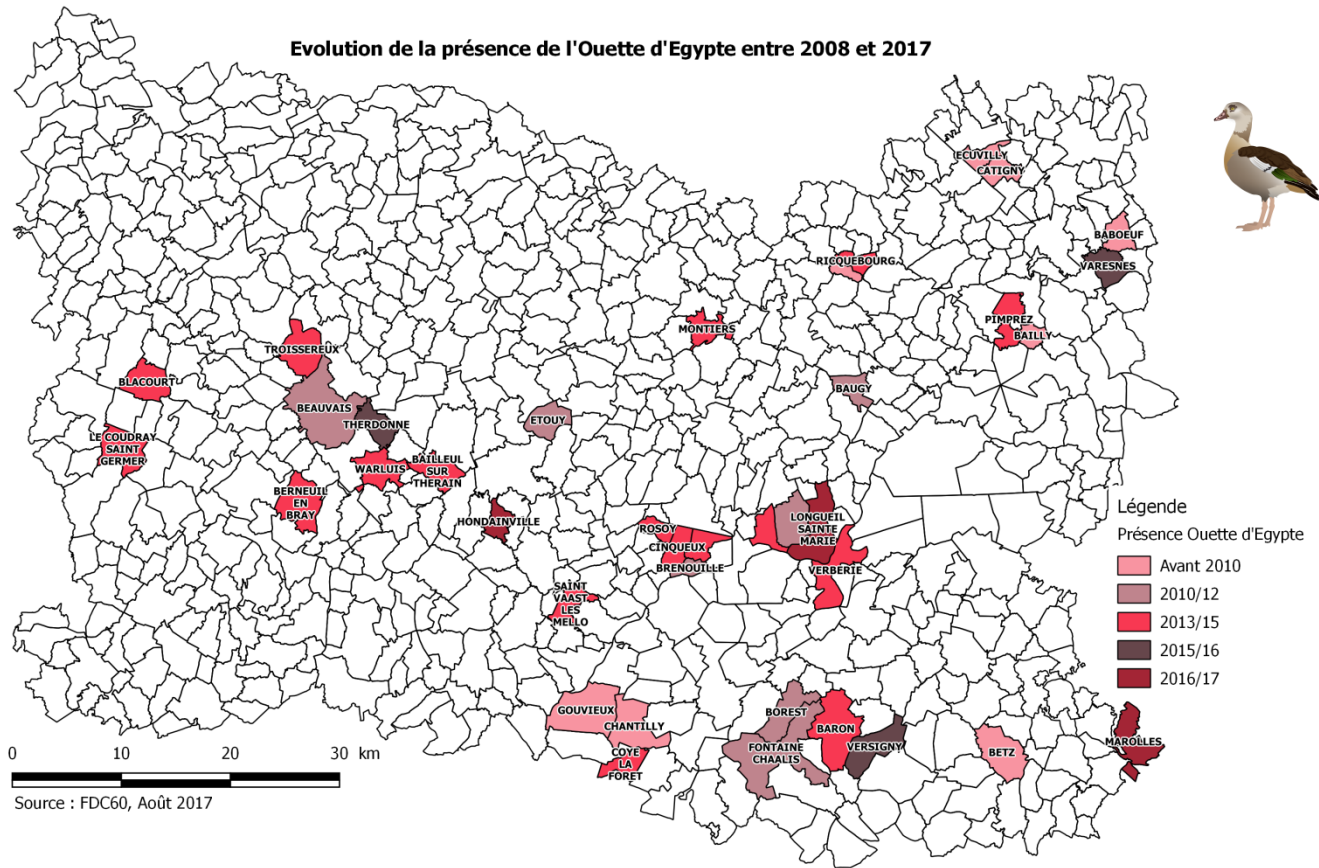 Evolution de la présence de l'Ouette d'Egypte entre 2008 et 2017
ECUVILLY
CATIGNY
BABOEUF
VARESNES
RICQUEBOURG
PIMPREZ
BAILLY
MONTIERS
TROISSEREUX
BLACOURT
BAUGY
BEAUVAIS
THERDONNE
ETOUY
LE COUDRAY
SAINT
GERMER
WARLUIS
BAILLEUL
SUR
THERAIN
BERNEUIL
EN
BRAY
HONDAINVILLE
ROSOY
CINQUEUX
BRENOUILLE
LONGUEIL
SAINTE
MARIE
VERBERIE
SAINT
VAAST
LES
MELLO
GOUVIEUX
CHANTILLY
COYE
LA
FORET
BOREST
FONTAINE
CHAALIS
BARON
VERSIGNY
BETZ
MAROLLES
Légende
Présence Ouette d'Egypte
Avant 2010
2010/12
2013/15
2015/16
2016/17
0 10 20 30 km
Source : FDC60, Août 2017